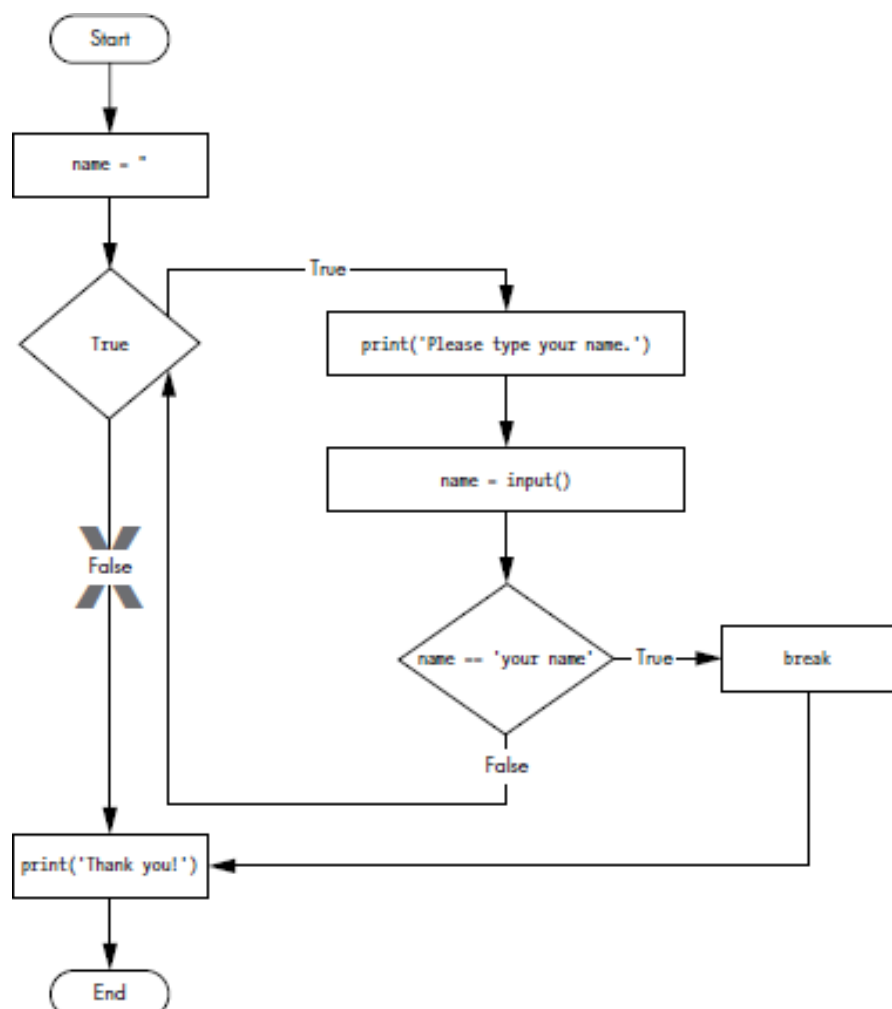 Start
name = ''
True
True
print('Please type your name.')
name = input()
False
name == 'your name'
True
break
False
print('Thank you!')
End